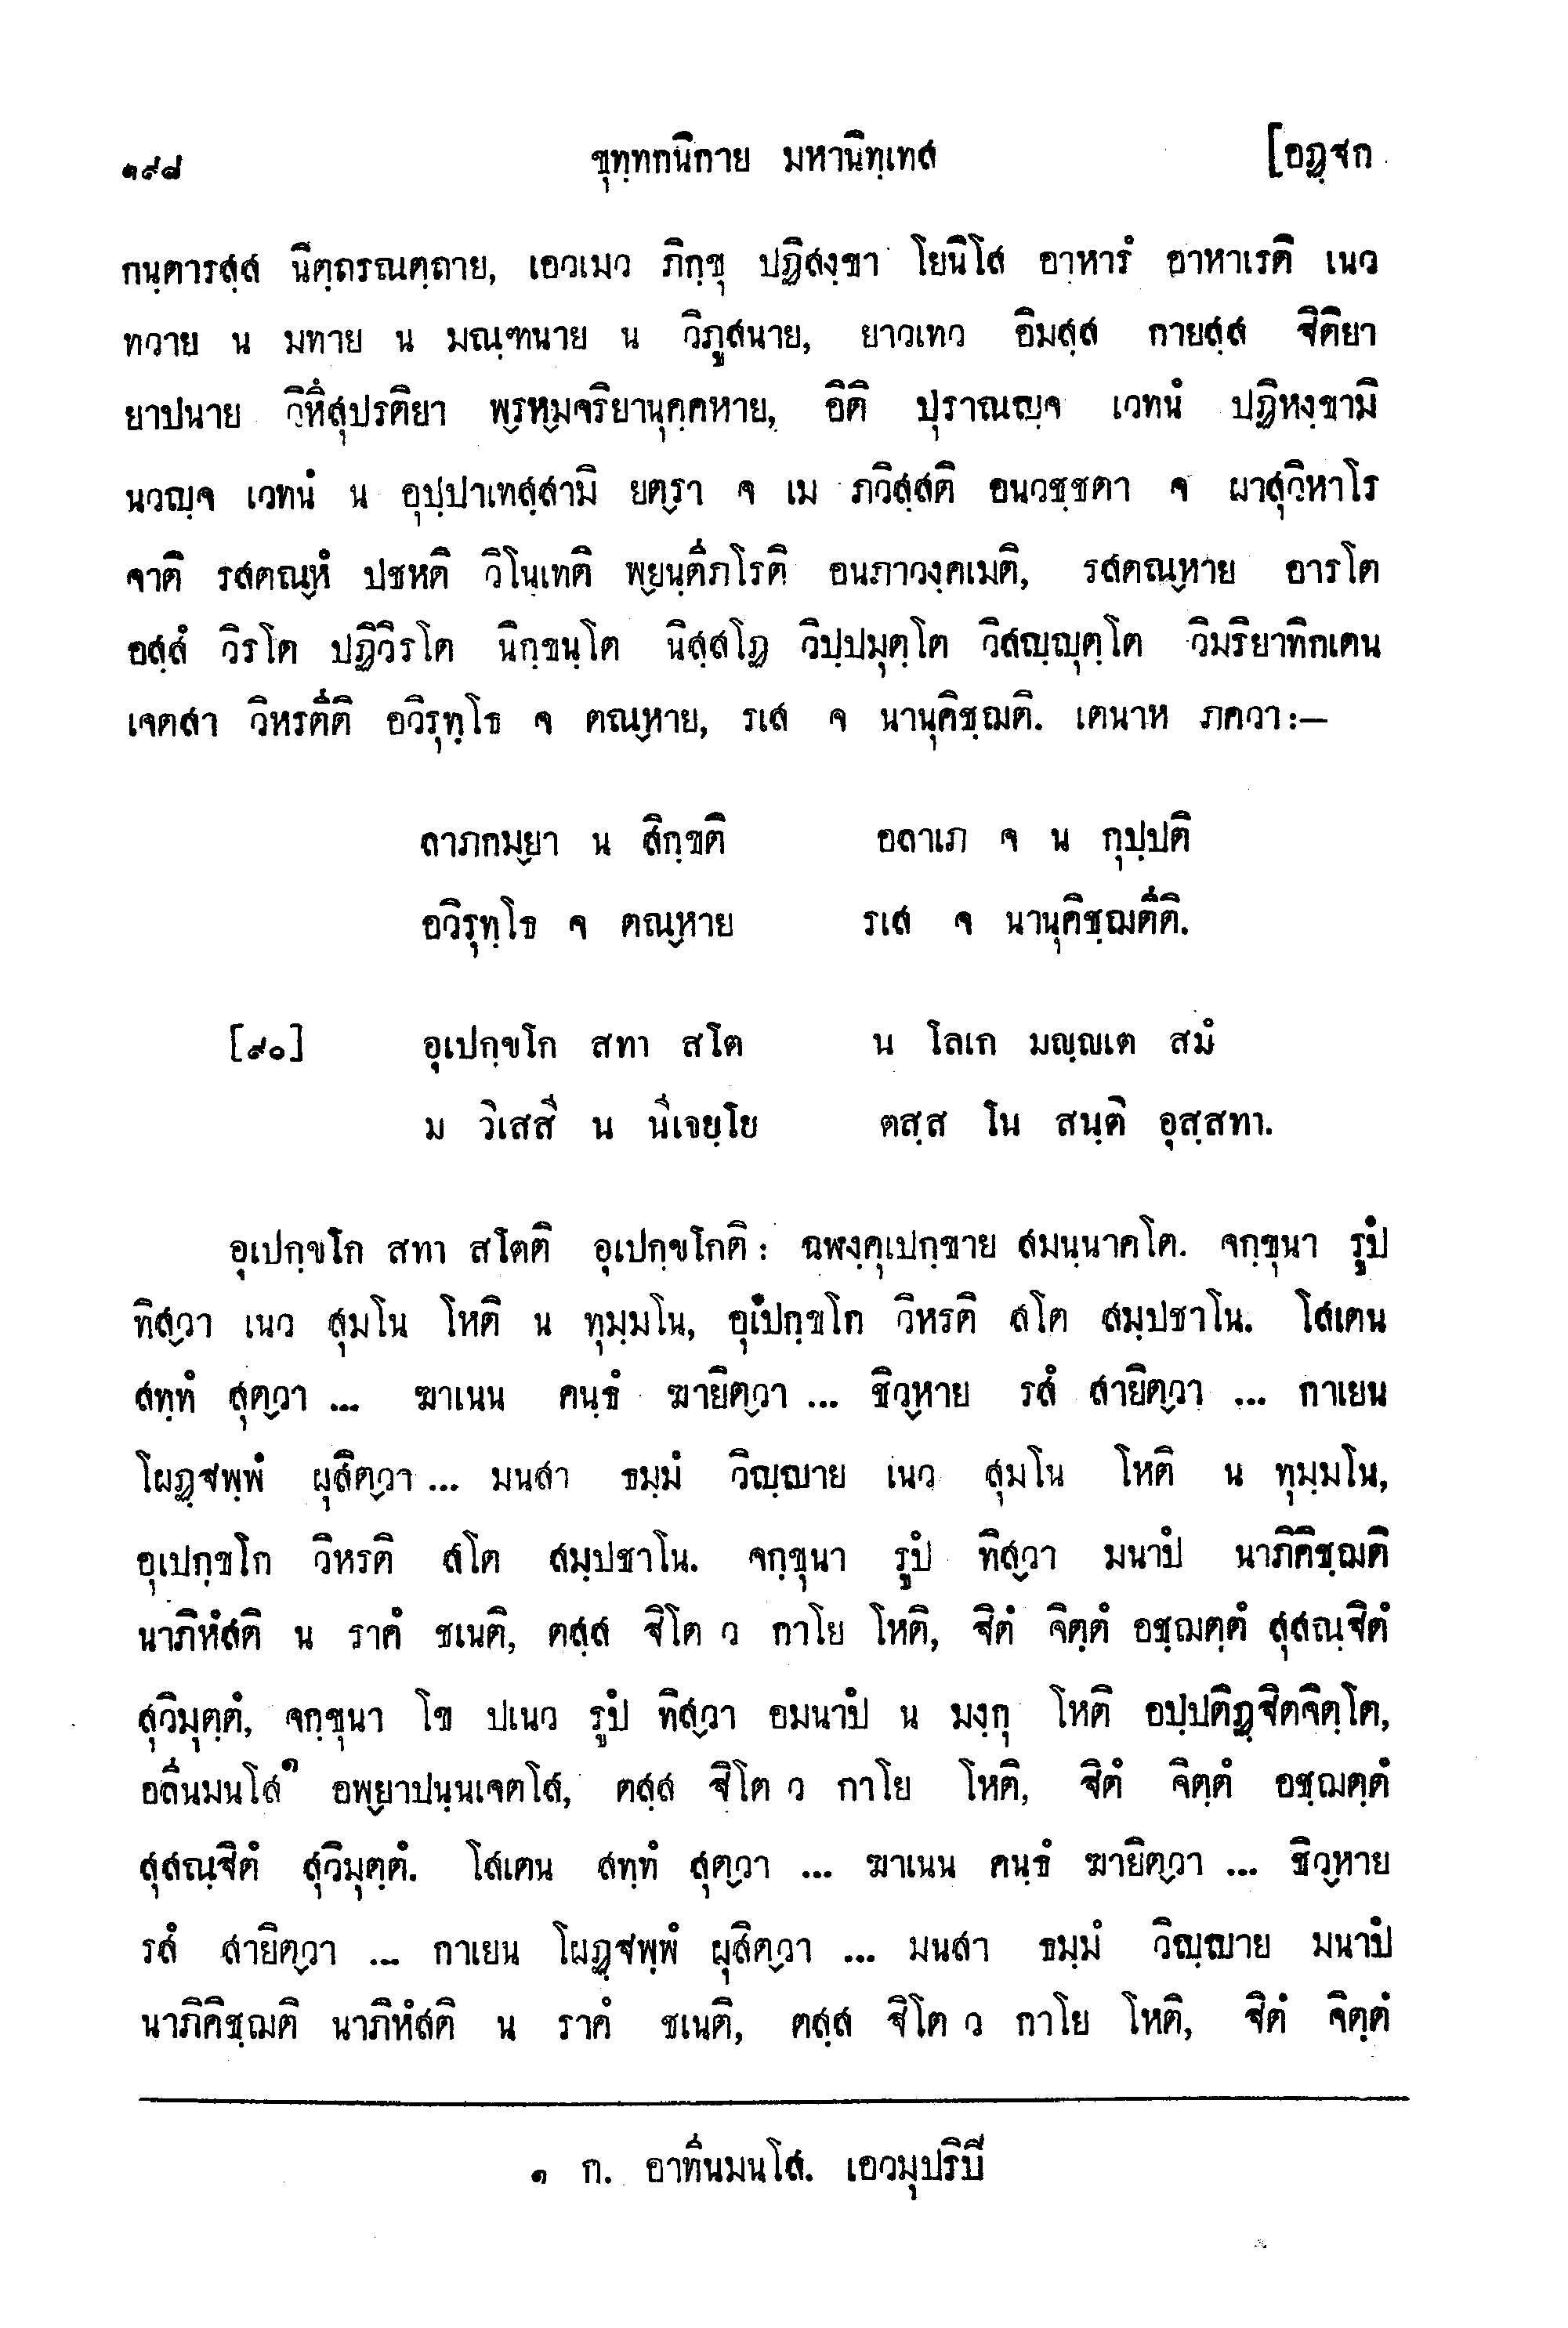 ๑๙๘ ขุทฺทกนิกาย มหานิทฺเทส [อฏฺฐก
กนฺตารสฺส นิตฺถรณตฺถาย, เอวเมว ภิกฺขุ ปฏิสงฺขา โยนิโส อาหารํ อาหาเรติ เนว
ทวาย น มทาย น มณฺฑนาย น วิภูสนาย, ยาวเทว อิมสฺส กายสฺส ฐิติยา
ยาปนาย วิหึสุปรติยา พฺรหฺมจริยานุคฺคหาย, อิติ ปุราณญฺจ เวทนํ ปฏิหงฺขามิ
นวญฺจ เวทนํ น อุปฺปาเทสฺสามิ ยตฺรา จ เม ภวิสฺสติ อนวชฺชตา จ ผาสุวิหาโร
จาติ รสตณฺหํ ปชหติ วิโนเทติ พฺยนฺตีกโรติ อนภาวงฺคเมติ, รสตณฺหาย อารโต
อสฺสํ วิรโต ปฏิวิรโต นิกฺขนฺโต นิสฺสโฏ วิปฺปมุตฺโต วิสญฺญุตฺโต วิมริยาทิกเตน
เจตสา วิหรตีติ อวิรุทฺโธ จ ตณฺหาย, รเส จ นานุคิชฺฌติ. เตนาห ภควา:—
ลาภกมฺยา น สิกฺขติ อลาเภ จ น กุปฺปติ
อวิรุทฺโธ จ ตณฺหาย รเส จ นานุคิชฺฌตีติ.
[๙๐] อุเปกฺขโก สทา สโต น โลเก มญฺญเต สมํ
น วิเสสี น นีเจยฺโย ตสฺส โน สนฺติ อุสฺสทา.
อุเปกฺขโก สทา สโตติ อุเปกฺขโกติ: ฉฬงฺคุเปกฺขาย สมนฺนาคโต. จกฺขุนา รูปํ
ทิสฺวา เนว สุมโน โหติ น ทุมฺมโน, อุเปกฺขโก วิหรติ สโต สมฺปชาโน. โสเตน
สทฺทํ สุตฺวา ... ฆาเนน คนฺธํ ฆายิตฺวา ... ชิวฺหาย รสํ สายิตฺวา ... กาเยน
โผฏฺฐพฺพํ ผุสิตฺวา ... มนสา ธมฺมํ วิญฺญาย เนว สุมโน โหติ น ทุมฺมโน,
อุเปกฺขโก วิหรติ สโต สมฺปชาโน. จกฺขุนา รูปํ ทิสฺวา มนาปํ นาภิคิชฺฌติ
นาภิหํสติ น ราคํ ชเนติ, ตสฺส ฐิโต ว กาโย โหติ, ฐิตํ จิตฺตํ อชฺฌตฺตํ สุสณฺฐิตํ
สุวิมุตฺตํ, จกฺขุนา โข ปเนว รูปํ ทิสฺวา อมนาปํ น มงฺกุ โหติ อปฺปติฏฺฐิตจิตฺโต,
อลีนมนโส๑ อพฺยาปนฺนเจตโส, ตสฺส ฐิโต ว กาโย โหติ, ฐิตํ จิตฺตํ อชฺฌตฺตํ
สุสณฺฐิตํ สุวิมุตฺตํ. โสเตน สทฺทํ สุตฺวา ... ฆาเนน คนฺธํ ฆายิตฺวา ... ชิวฺหาย
รสํ สายิตฺวา ... กาเยน โผฏฺฐพฺพํ ผุสิตฺวา ... มนสา ธมฺมํ วิญฺญาย มนาปํ
นาภิคิชฺฌติ นาภิหํสติ น ราคํ ชเนติ, ตสฺส ฐิโต ว กาโย โหติ, ฐิตํ จิตฺตํ
๑ ก. อาทีนมนโส. เอวมุปริปิ